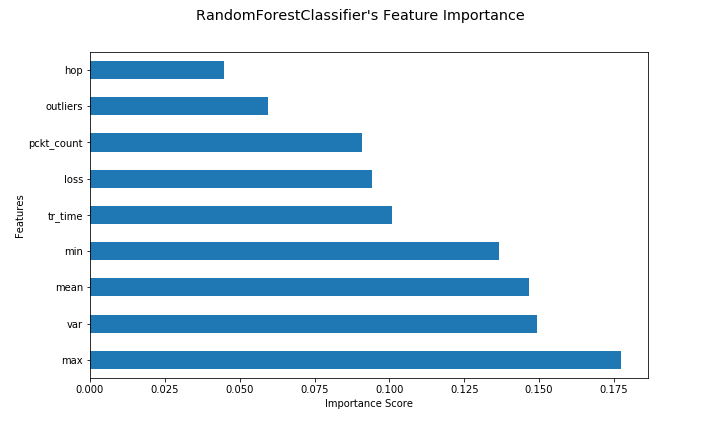 RandomForestClassifier's Feature Importance
hop
outliers
pckt_count
loss
tr_time
min
mean
var
max
Features
0.000 0.025 0.050 0.075 0.100 0.125 0.150 0.175
Importance Score